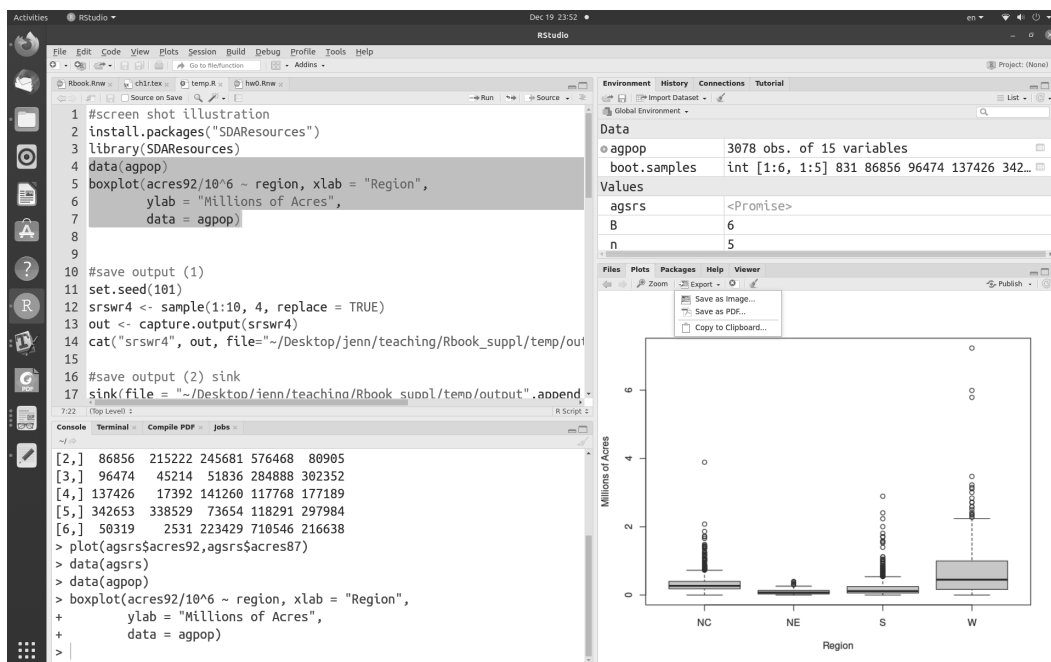 Activities
RStudio
Dec 19 23:52
en
RStudio
File Edit Code View Plots Session Build Debug Profile Tools Help
Go to file/function
Addins
Project: (None)
Rbook.Rnw
ch1r.tex
temp.R
hw0.Rnw
Source on Save
Run
Source
1 #screen shot illustration
2 install.packages("SDAResources")
3 library(SDAResources)
4 data(agpop)
5 boxplot(acres92/10^6 ~ region, xlab = "Region",
6 ylab = "Millions of Acres",
7 data = agpop)
8
9
10 #save output (1)
11 set.seed(101)
12 srswr4 <- sample(1:10, 4, replace = TRUE)
13 out <- capture.output(srswr4)
14 cat("srswr4", out, file="~/Desktop/jenn/teaching/Rbook_suppl/temp/out
15
16 #save output (2) sink
17 sink(file = "~/Desktop/jenn/teaching/Rbook_suppl/temp/output",append
7:22 (Top Level) R Script
Console Terminal Compile PDF Jobs
~/
[2,] 86856 215222 245681 576468 80905
[3,] 96474 45214 51836 284888 302352
[4,] 137426 17392 141260 117768 177189
[5,] 342653 338529 73654 118291 297984
[6,] 50319 2531 223429 710546 216638
> plot(agsrs$acres92,agsrs$acres87)
> data(agsrs)
> data(agpop)
> boxplot(acres92/10^6 ~ region, xlab = "Region",
+ ylab = "Millions of Acres",
+ data = agpop)
>
Environment History Connections Tutorial
Import Dataset
List
Global Environment
Data
agpop 3078 obs. of 15 variables
boot.samples int [1:6, 1:5] 831 86856 96474 137426 342…
Values
agsrs <Promise>
B 6
n 5
Files Plots Packages Help Viewer
Zoom Export Publish
Save as Image...
Save as PDF...
Copy to Clipboard...
Millions of Acres
6
4
2
0
NC NE S W
Region